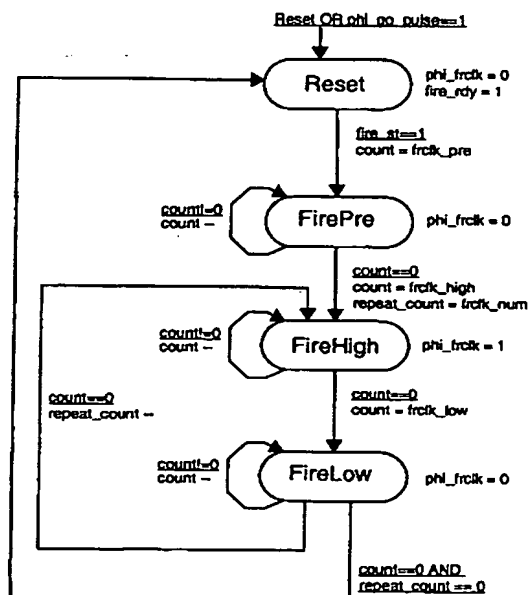 Reset OR phi_go_pulse==1
Reset
phi_frclk = 0
fire_rdy = 1
fire_st==1
count = frclk_pre
count!=0
count --
FirePre
phi_frclk = 0
count==0
count = frclk_high
repeat_count = frclk_num
count!=0
count --
FireHigh
phi_frclk = 1
count==0
repeat_count --
count==0
count = frclk_low
count!=0
count --
FireLow
phi_frclk = 0
count==0 AND
repeat_count == 0